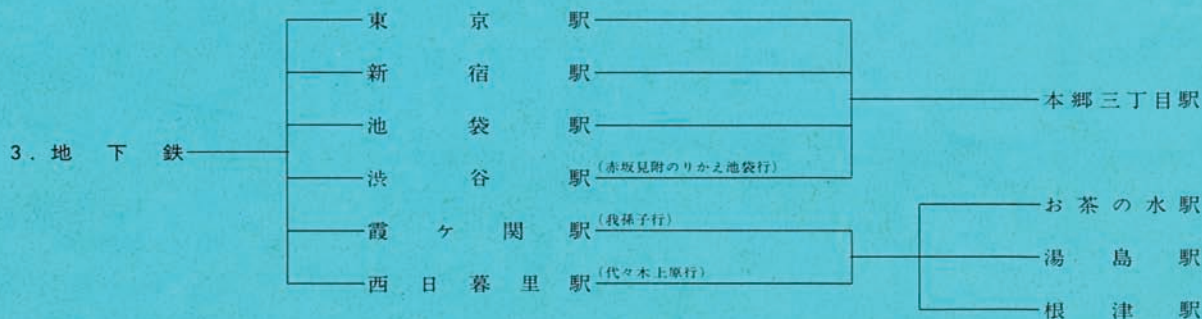 東京駅
新宿駅
本郷三丁目駅
池袋駅
3.地下鉄
渋谷駅(赤坂見附のりかえ池袋行)
お茶の水駅
霞ケ関駅(我孫子行)
湯島駅
西日暮里駅(代々木上原行)
根津駅